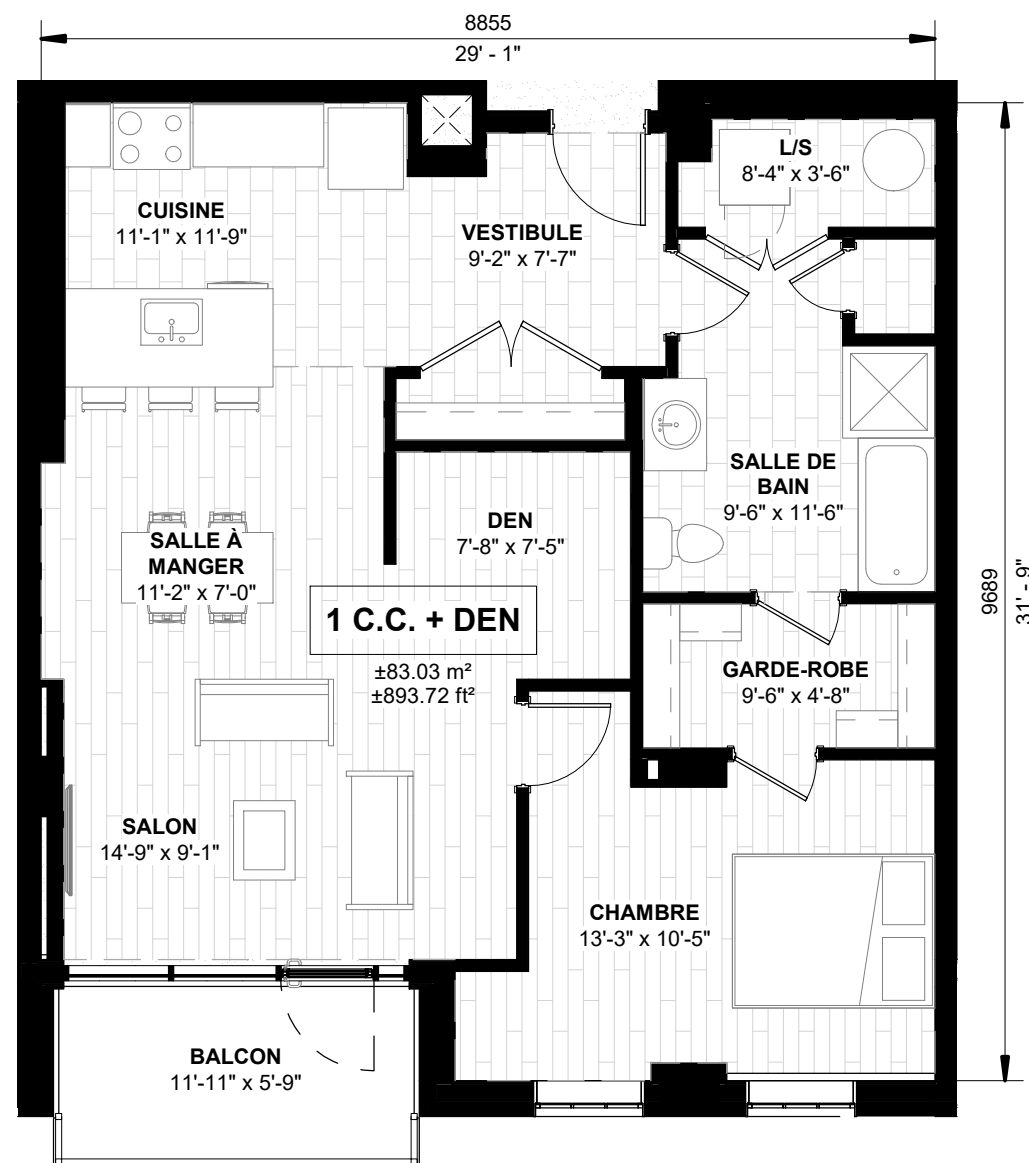 8855
29' - 1"
L/S
8'-4" x 3'-6"
CUISINE
11'-1" x 11'-9"
VESTIBULE
9'-2" x 7'-7"
SALLE DE
BAIN
9'-6" x 11'-6"
DEN
7'-8" x 7'-5"
SALLE À
MANGER
11'-2" x 7'-0"
9689
31' - 9"
1 C.C. + DEN
±83.03 m²
±893.72 ft²
GARDE-ROBE
9'-6" x 4'-8"
SALON
14'-9" x 9'-1"
CHAMBRE
13'-3" x 10'-5"
BALCON
11'-11" x 5'-9"